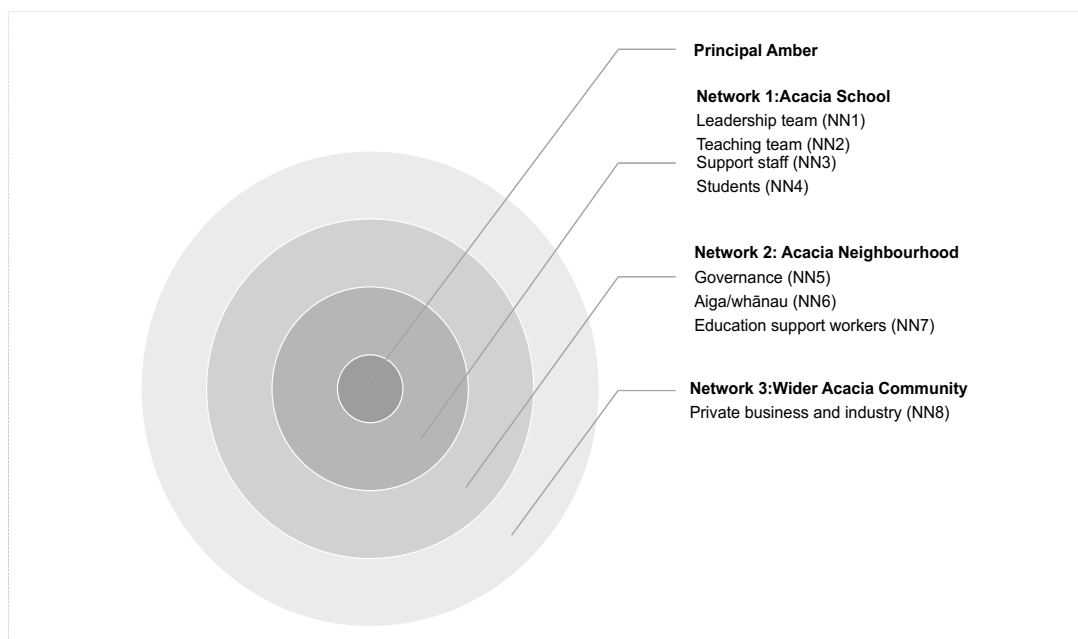 Principal Amber
Network 1:Acacia School
Leadership team (NN1)
Teaching team (NN2)
Support staff (NN3)
Students (NN4)
Network 2: Acacia Neighbourhood
Governance (NN5)
Aiga/whānau (NN6)
Education support workers (NN7)
Network 3:Wider Acacia Community
Private business and industry (NN8)